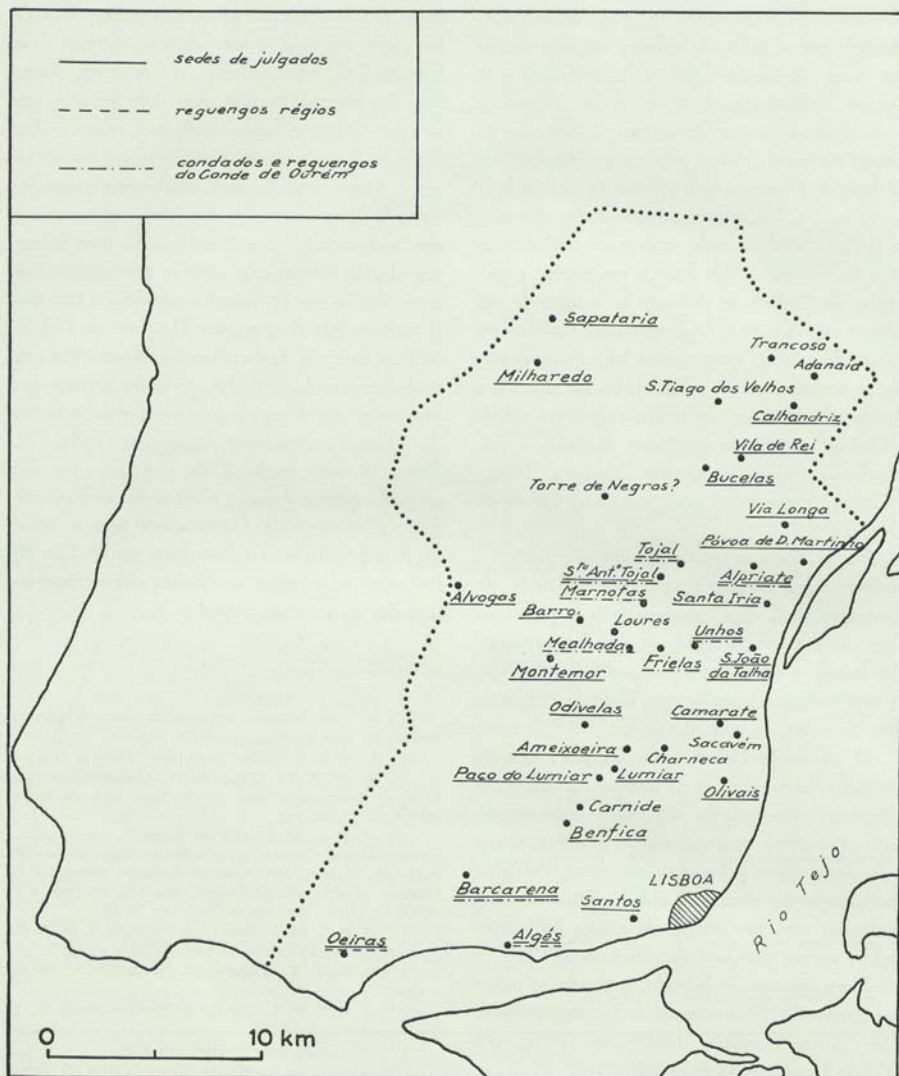 sedes de julgados
reguengos régios
condados e reguengos
do Conde de Ourém
Sapataria
Trancoso
Milharedo
Adanaia
S.Tiago dos Velhos
Calhandriz
Vila de Rei
Bucelas
Torre de Negros?
Via Longa
Póvoa de D. Martinho
Tojal
Stº Antº Tojal
Alpriate
Alvogas
Marnotas
Santa Iria
Barro
Loures
Unhos
Mealhada
Frielas
S. João
da Talha
Montemor
Odivelas
Camarate
Sacavém
Ameixoeira
Charneca
Paço do Lumiar
Lumiar
Olivais
Carnide
Benfica
Barcarena
LISBOA
Santos
Rio Tejo
Oeiras
Algés
0 10 km